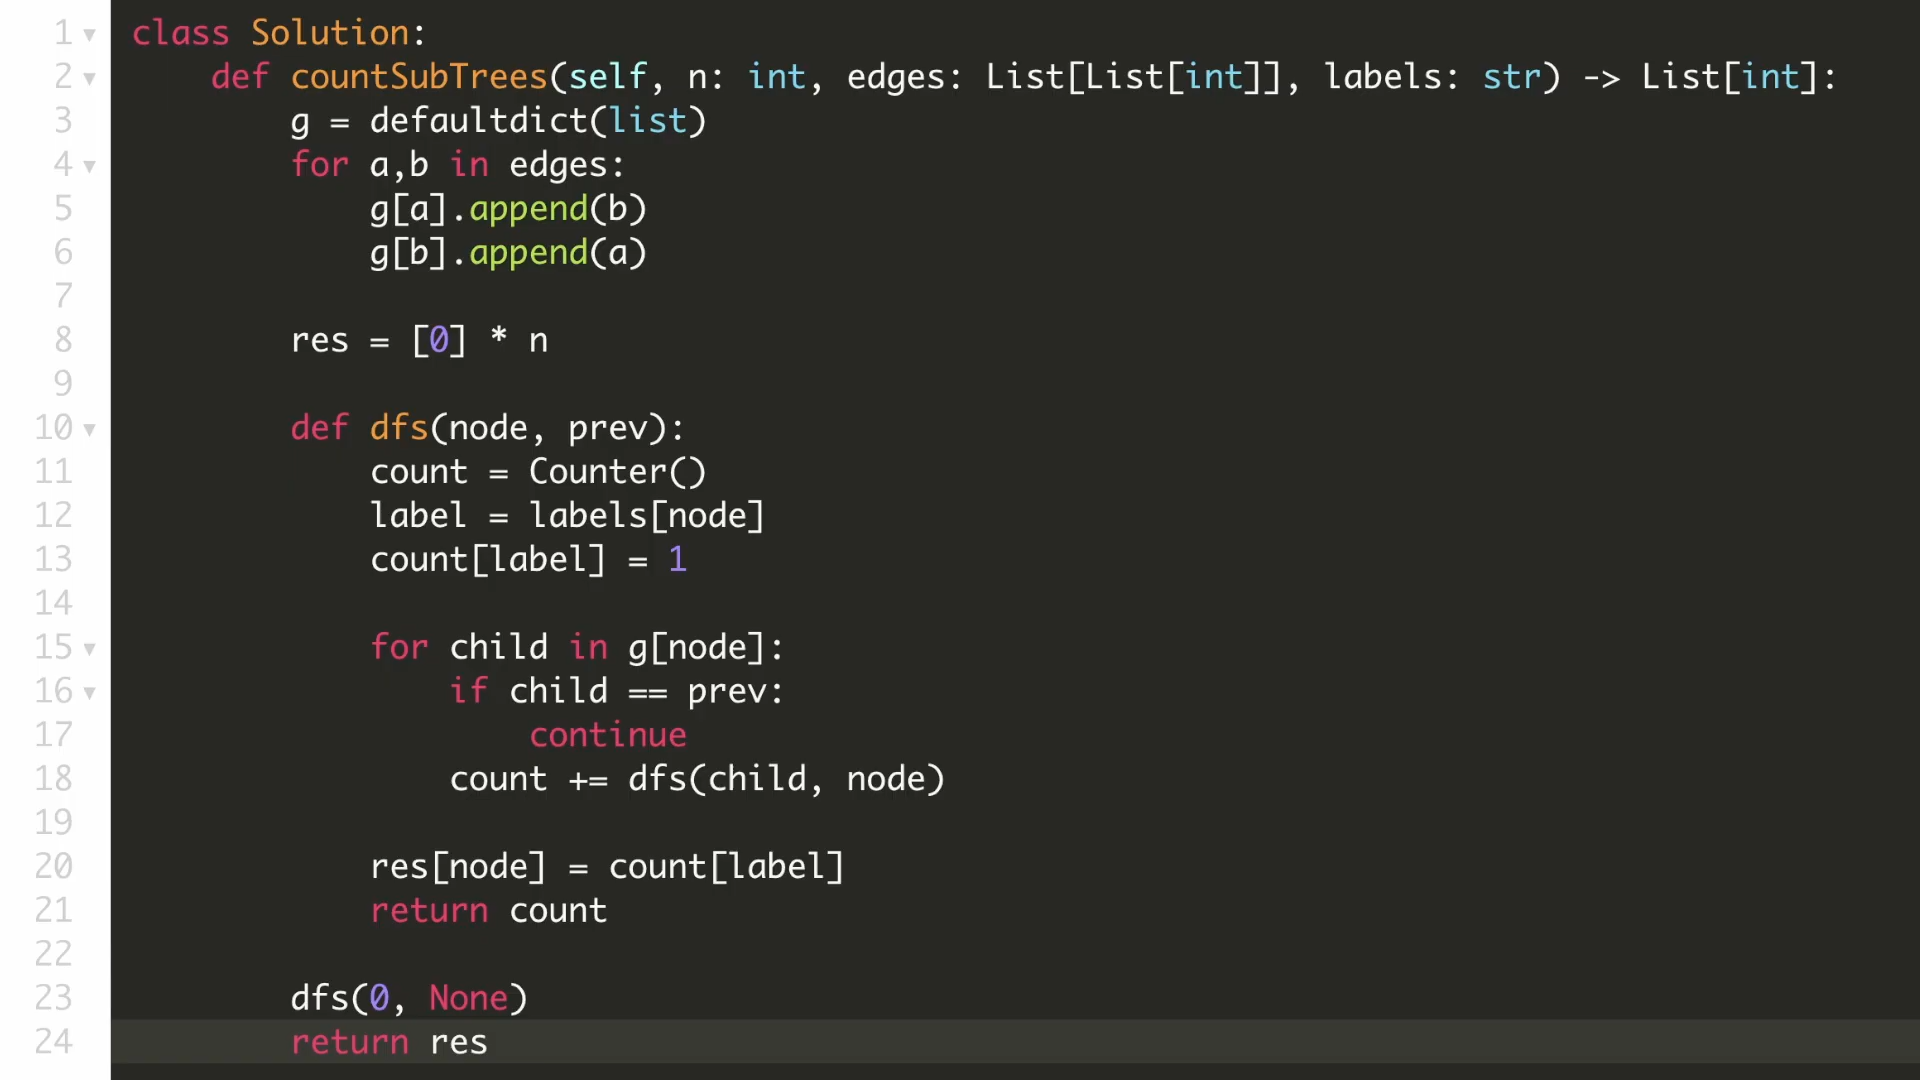 1 class Solution:
2     def countSubTrees(self, n: int, edges: List[List[int]], labels: str) -> List[int]:
3         g = defaultdict(list)
4         for a,b in edges:
5             g[a].append(b)
6             g[b].append(a)
7
8         res = [0] * n
9
10         def dfs(node, prev):
11             count = Counter()
12             label = labels[node]
13             count[label] = 1
14
15             for child in g[node]:
16                 if child == prev:
17                     continue
18                 count += dfs(child, node)
19
20             res[node] = count[label]
21             return count
22
23         dfs(0, None)
24         return res